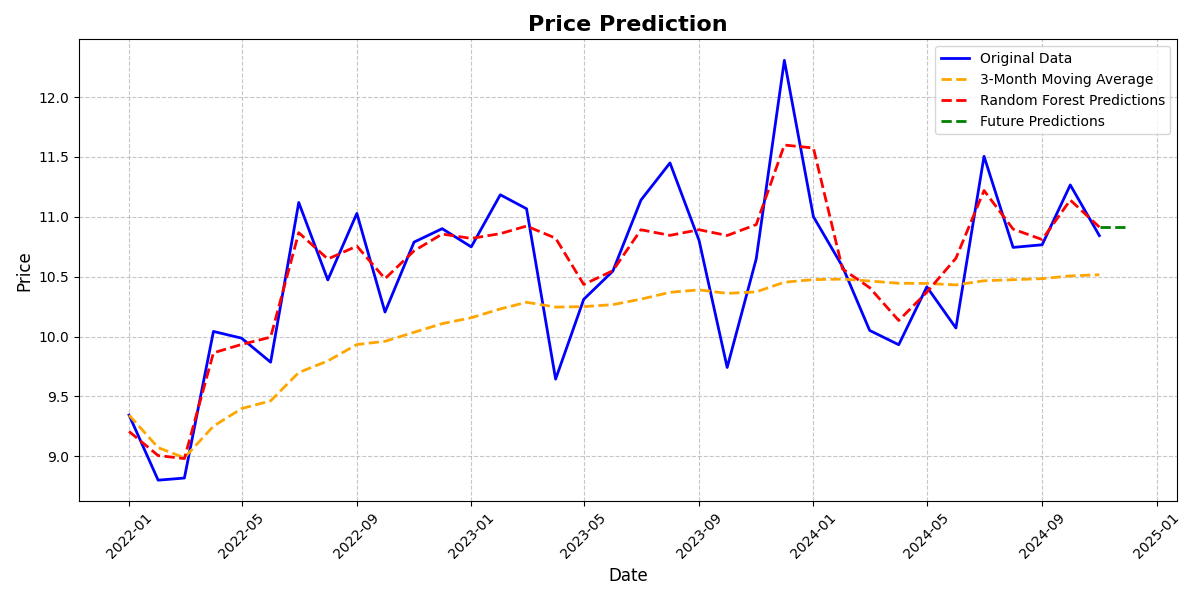 Price Prediction
Original Data
3-Month Moving Average
Random Forest Predictions
Future Predictions
Price
12.0
11.5
11.0
10.5
10.0
9.5
9.0
2022-01
2022-05
2022-09
2023-01
2023-05
2023-09
2024-01
2024-05
2024-09
2025-01
Date